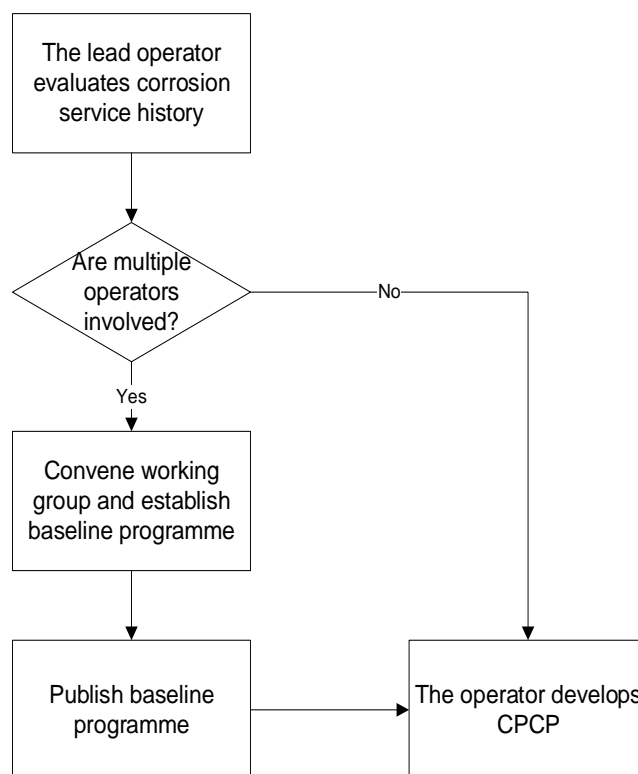 The lead operator
evaluates corrosion
service history
Are multiple
operators
involved?
No
Yes
Convene working
group and establish
baseline programme
Publish baseline
programme
The operator develops
CPCP